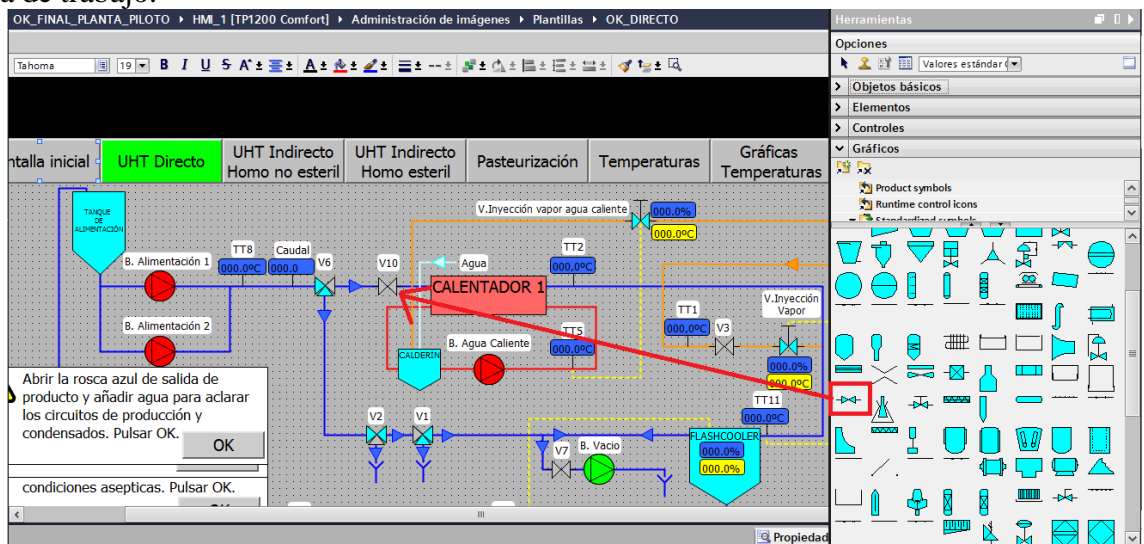 a de trabajo.
OK_FINAL_PLANTA_PILOTO ▸ HMI_1 [TP1200 Comfort] ▸ Administración de imágenes ▸ Plantillas ▸ OK_DIRECTO
Herramientas
Opciones
Tahoma 19 B I U S
Valores estándar
Objetos básicos
Elementos
Controles
Gráficos
Product symbols
Runtime control icons
Standardized symbols
ntalla inicial
UHT Directo
UHT Indirecto
Homo no esteril
UHT Indirecto
Homo esteril
Pasteurización
Temperaturas
Gráficas
Temperaturas
TANQUE
DE
ALIMENTACIÓN
V.Inyección vapor agua caliente
000.0%
000.0ºC
B. Alimentación 1
TT8
000.0ºC
Caudal
000.0
V6
V10
Agua
TT2
000,0ºC
CALENTADOR 1
V.Inyección
Vapor
TT1
000,0ºC
V3
B. Alimentación 2
TT5
000.0ºC
B. Agua Caliente
CALDERÍN
000.0%
000.0ºC
Abrir la rosca azul de salida de
producto y añadir agua para aclarar
los circuitos de producción y
condensados. Pulsar OK.
OK
TT11
000.0ºC
V2
V1
FLASHCOOLER
000.0%
000.0%
V7
B. Vacio
condiciones asepticas. Pulsar OK.
OK
Propiedad